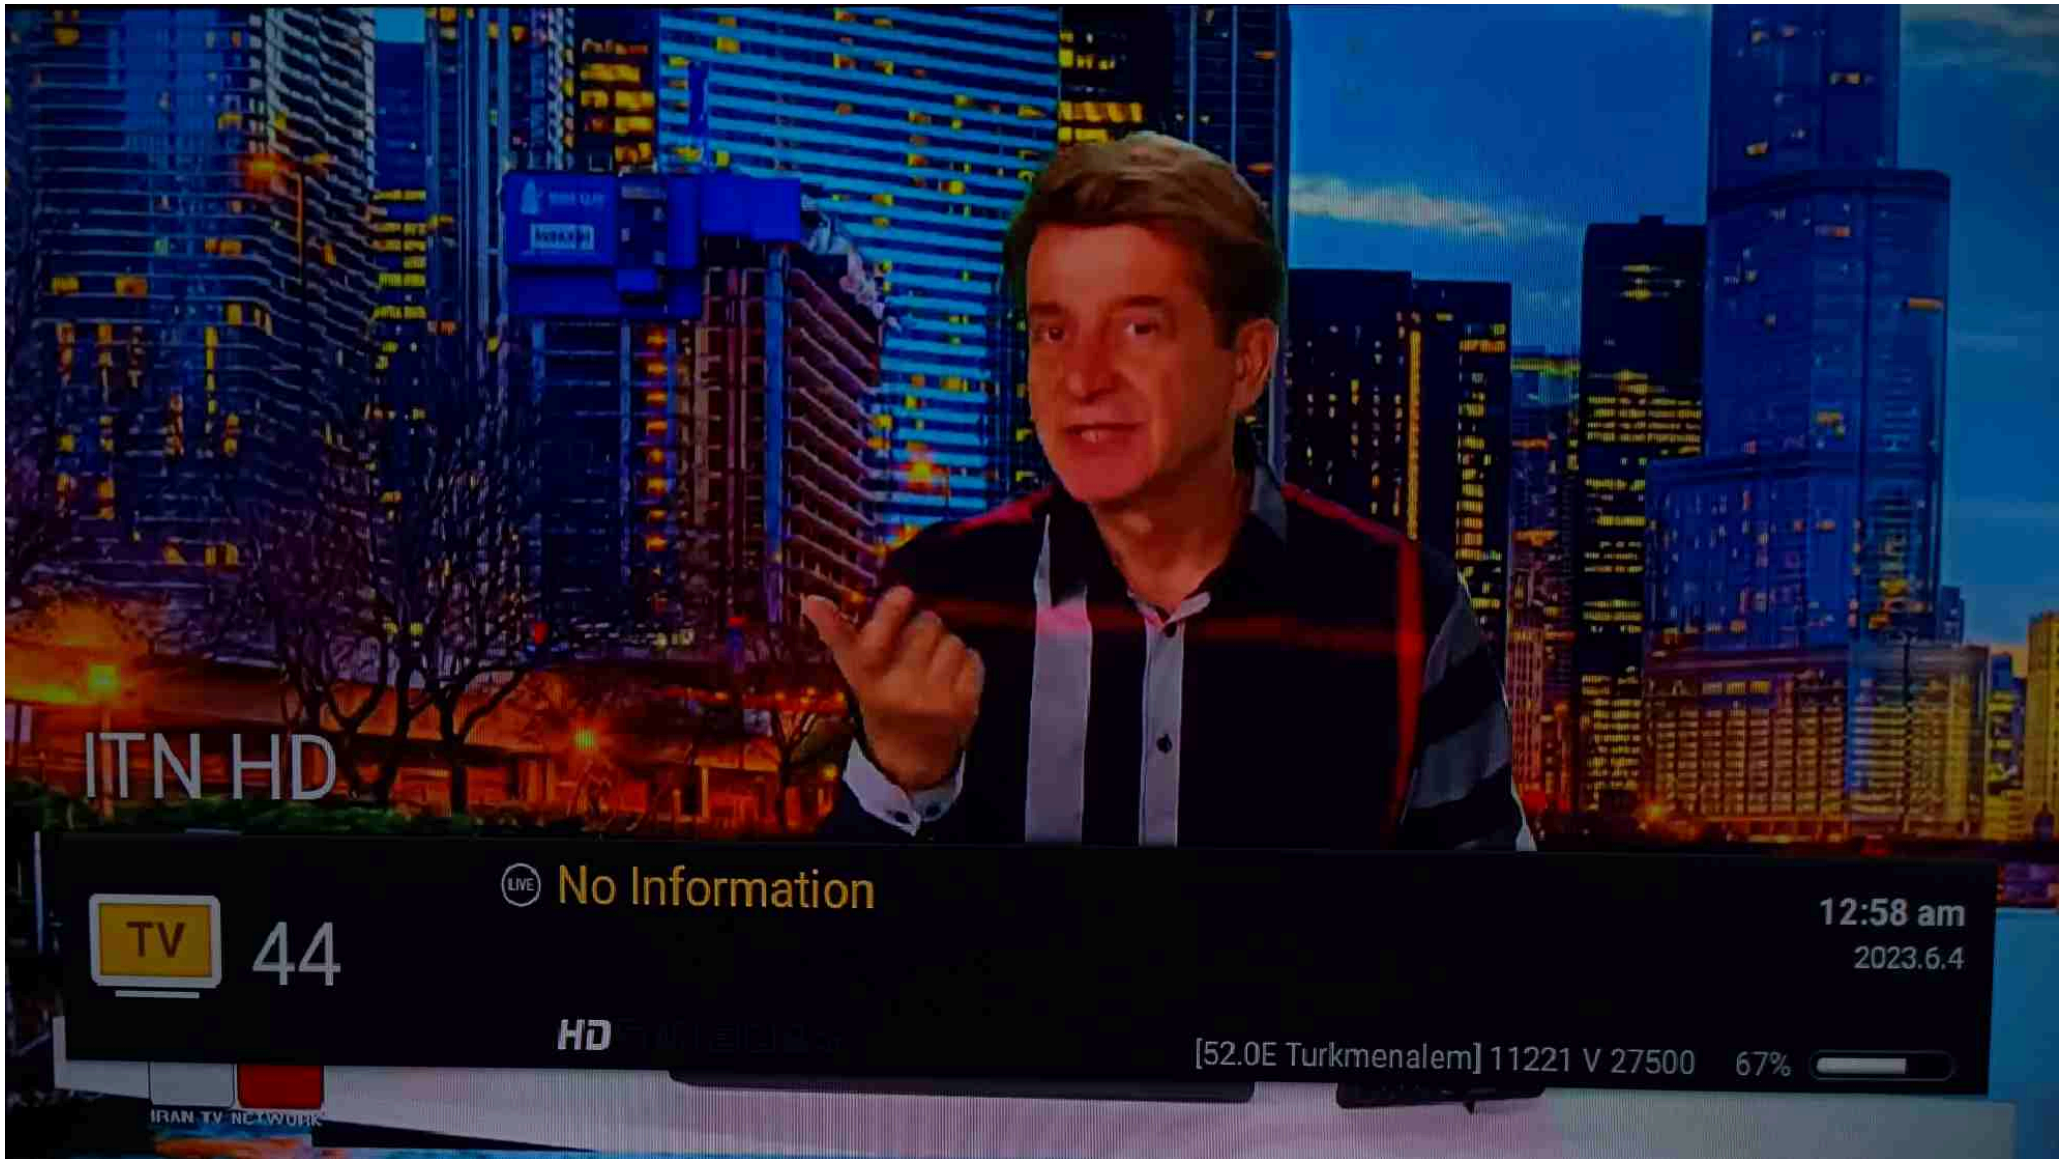 ITN HD
LIVE No Information
TV 44
12:58 am
2023.6.4
HD
[52.0E Turkmenalem] 11221 V 27500 67%
IRAN TV NETWORK